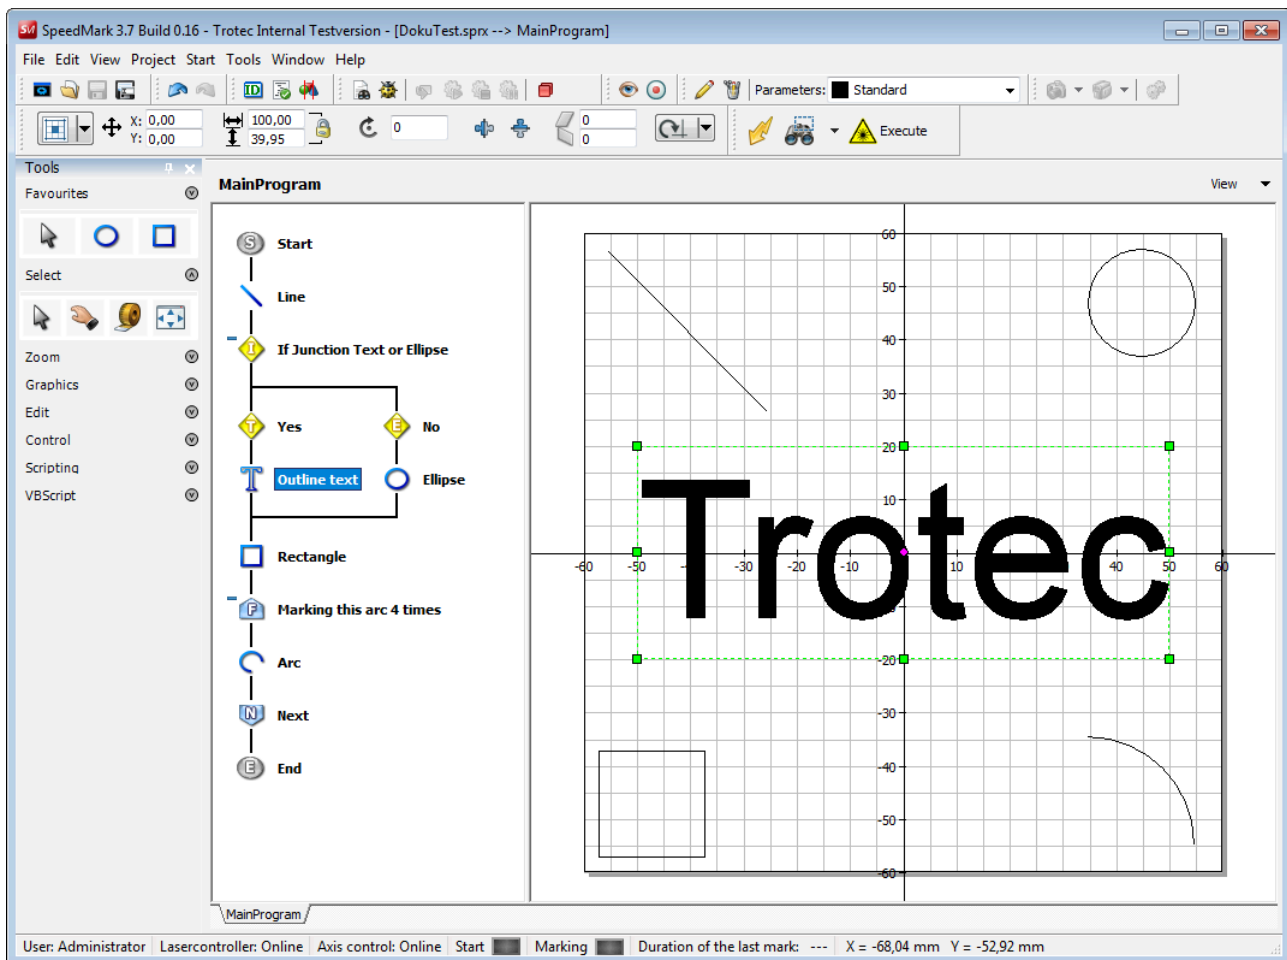 SpeedMark 3.7 Build 0.16 - Trotec Internal Testversion - [DokuTest.sprx --> MainProgram]
File Edit View Project Start Tools Window Help
ID Parameters: Standard
X: 0,00 100,00 0 0 Execute
Y: 0,00 39,95 0
Tools
Favourites
Select
Zoom
Graphics
Edit
Control
Scripting
VBScript
MainProgram View
S Start
Line
I If Junction Text or Ellipse
T Yes E No
T Outline text Ellipse
Rectangle
F Marking this arc 4 times
Arc
N Next
E End
60
50
40
30
20
10
Trotec
-60 -50 -40 -30 -20 -10 10 50 60
-20
-30
-40
-50
-60
MainProgram
User: Administrator Lasercontroller: Online Axis control: Online Start Marking Duration of the last mark: --- X = -68,04 mm Y = -52,92 mm